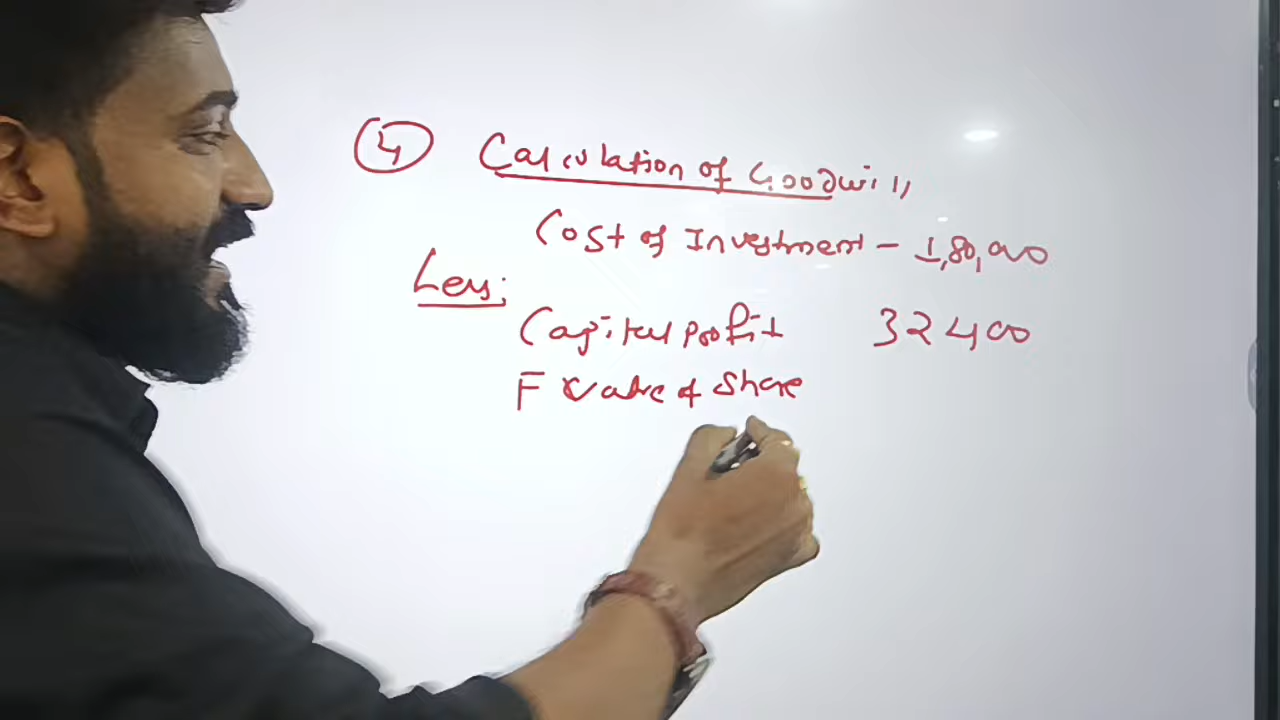 4 Calculation of Goodwill
Cost of Investment - 1,80,000
Less:
Capital profit 32400
F Value of Share